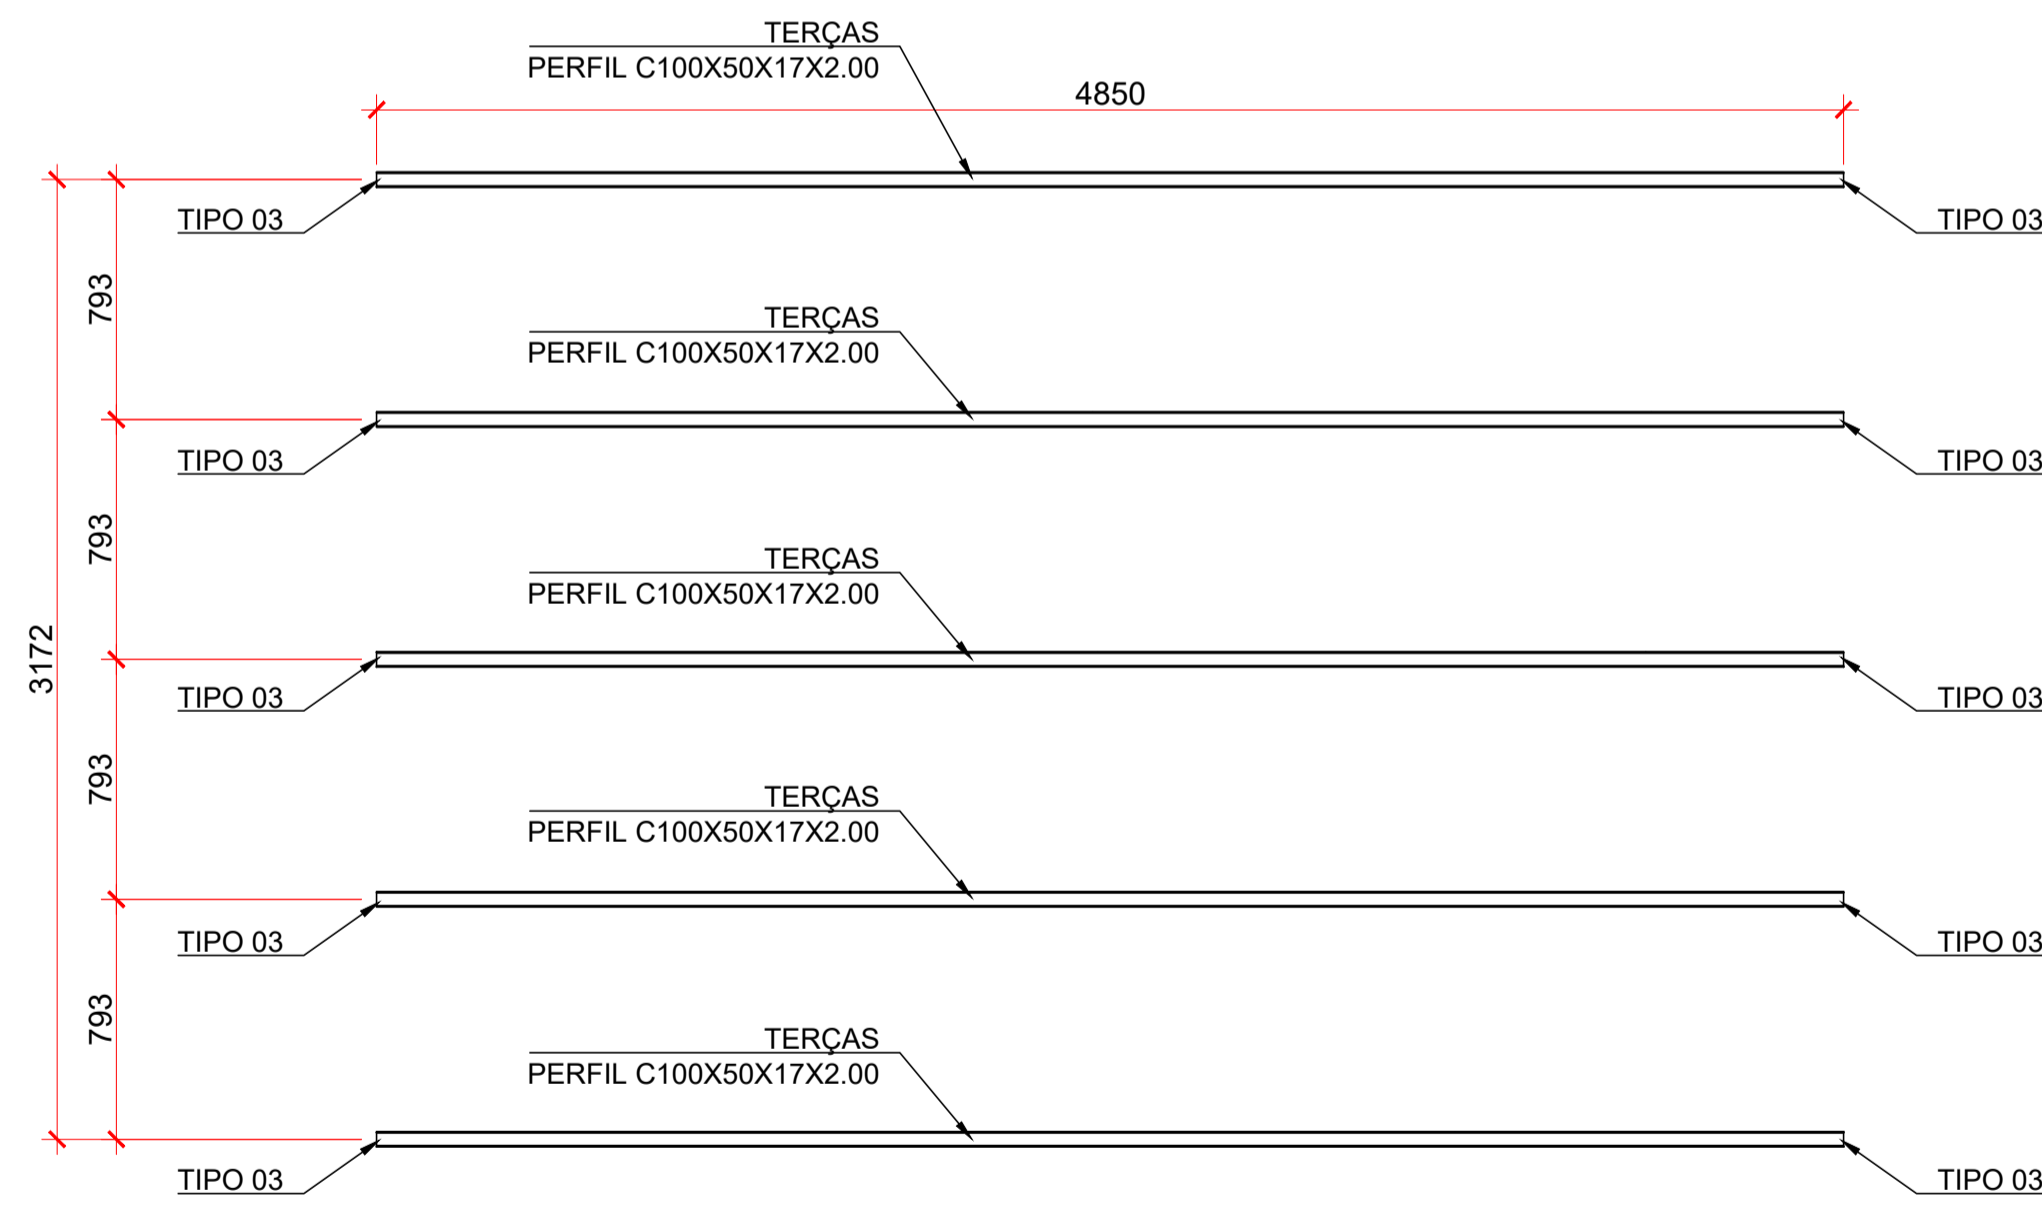 TERÇAS
PERFIL C100X50X17X2.00
4850
TIPO 03
TIPO 03
793
TERÇAS
PERFIL C100X50X17X2.00
TIPO 03
TIPO 03
793
TERÇAS
PERFIL C100X50X17X2.00
3172
TIPO 03
TIPO 03
793
TERÇAS
PERFIL C100X50X17X2.00
TIPO 03
TIPO 03
793
TERÇAS
PERFIL C100X50X17X2.00
TIPO 03
TIPO 03